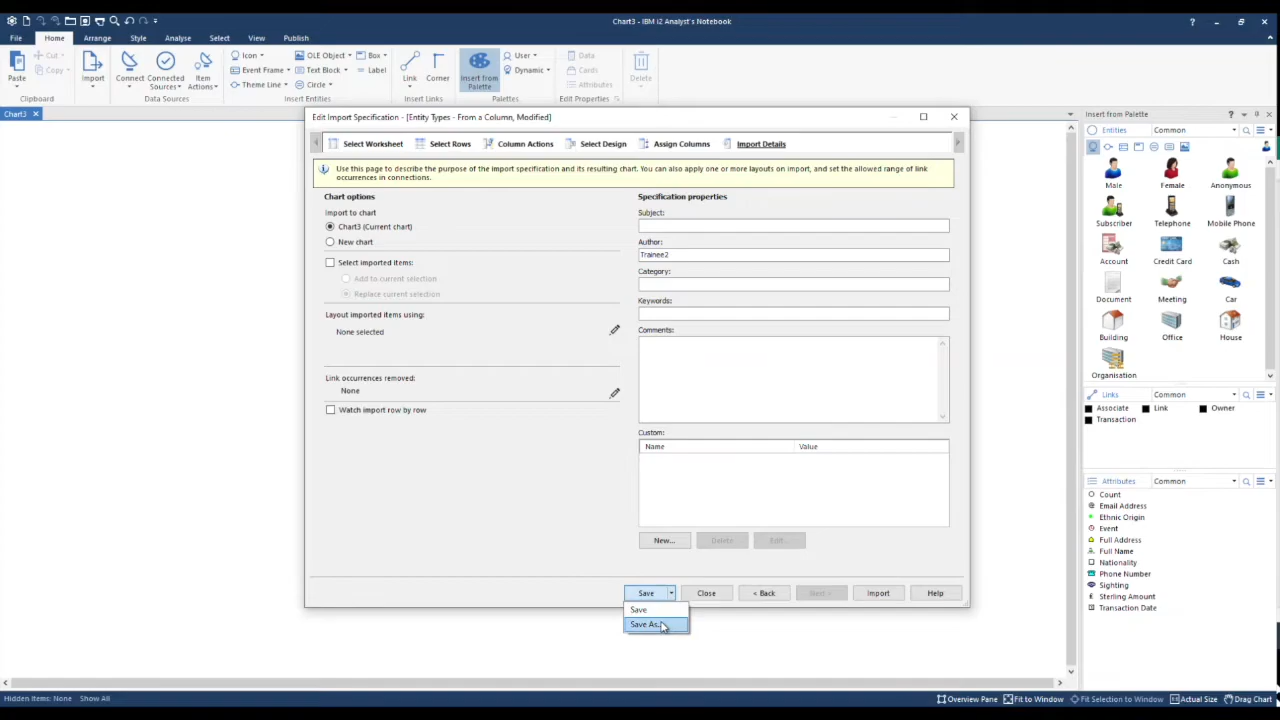 Chart3 - IBM i2 Analyst's Notebook
File Home Arrange Style Analyse Select View Publish
Paste
Cut
Copy
Clipboard
Import
Connect
Connected Sources
Item Actions
Data Sources
Icon
Event Frame
Theme Line
OLE Object
Text Block
Circle
Box
Label
Insert Entities
Link
Corner
Insert Links
Insert from Palette
User
Dynamic
Palettes
Data
Cards
Attributes
Edit Properties
Delete
Editing
Chart3
Edit Import Specification - [Entity Types - From a Column, Modified]
Select Worksheet Select Rows Column Actions Select Design Assign Columns Import Details
Use this page to describe the purpose of the import specification and its resulting chart. You can also apply one or more layouts on import, and set the allowed range of link
occurrences in connections.
Chart options
Import to chart
Chart3 (Current chart)
New chart
Select imported items:
Add to current selection
Replace current selection
Layout imported items using:
None selected
Link occurrences removed:
None
Watch import row by row
Specification properties
Subject:
Author:
Trainee2
Category:
Keywords:
Comments:
Custom:
Name Value
New... Delete Edit...
Save Close < Back Next > Import Help
Save
Save As...
Insert from Palette
Entities Common
Male Female Anonymous
Subscriber Telephone Mobile Phone
Account Credit Card Cash
Document Meeting Car
Building Office House
Organisation
Links Common
Associate Link Owner
Transaction
Attributes Common
Count
Email Address
Ethnic Origin
Event
Full Address
Full Name
Nationality
Phone Number
Sighting
Sterling Amount
Transaction Date
Hidden Items: None Show All
Overview Pane Fit to Window Fit Selection to Window Actual Size Drag Chart